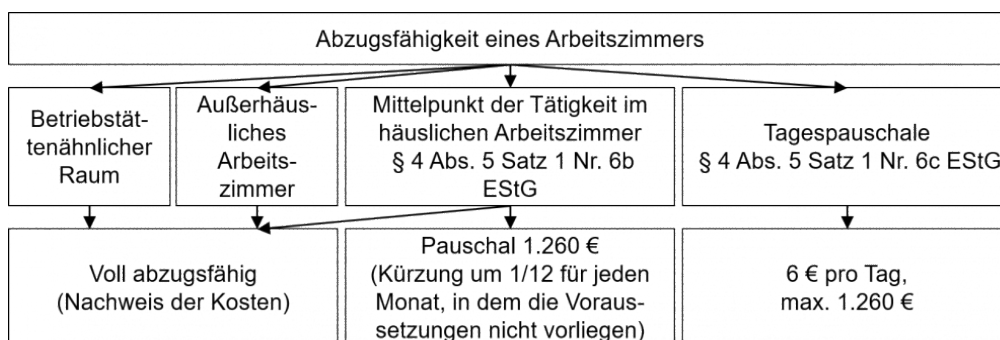 Abzugsfähigkeit eines Arbeitszimmers
Betriebstät-
tenähnlicher
Raum
Außerhäus-
liches
Arbeits-
zimmer
Mittelpunkt der Tätigkeit im
häuslichen Arbeitszimmer
§ 4 Abs. 5 Satz 1 Nr. 6b
EStG
Tagespauschale
§ 4 Abs. 5 Satz 1 Nr. 6c EStG
Voll abzugsfähig
(Nachweis der Kosten)
Pauschal 1.260 €
(Kürzung um 1/12 für jeden
Monat, in dem die Voraus-
setzungen nicht vorliegen)
6 € pro Tag,
max. 1.260 €